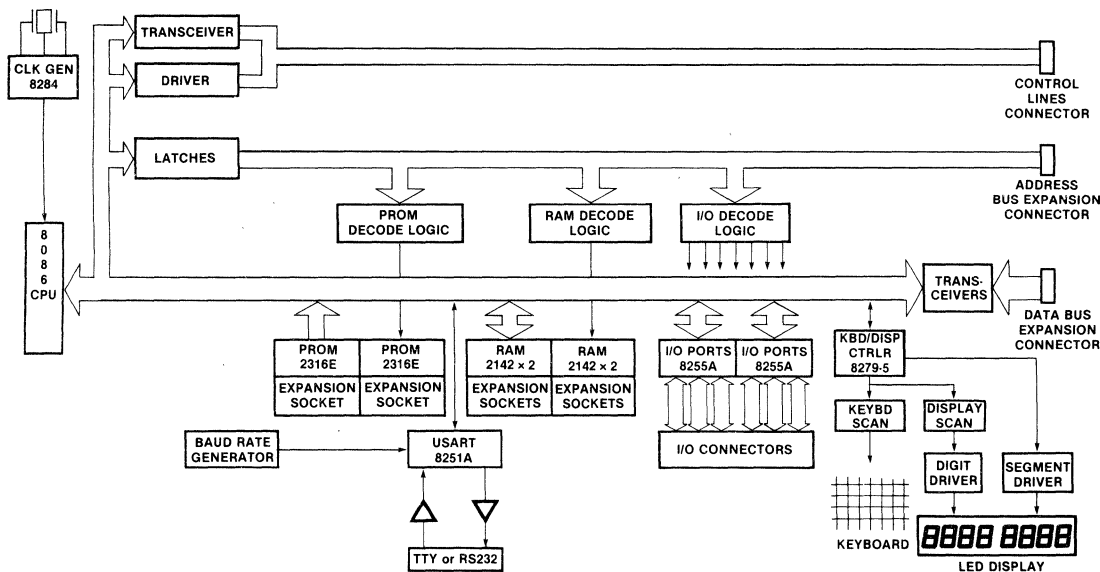 TRANSCEIVER
CLK GEN
8284
DRIVER
CONTROL
LINES
CONNECTOR
LATCHES
ADDRESS
BUS EXPANSION
CONNECTOR
PROM
DECODE LOGIC
RAM DECODE
LOGIC
I/O DECODE
LOGIC
8
0
8
6
CPU
TRANS-
CEIVERS
DATA BUS
EXPANSION
CONNECTOR
PROM
2316E
PROM
2316E
RAM
2142 × 2
RAM
2142 × 2
I/O PORTS
8255A
I/O PORTS
8255A
KBD/DISP
CTRLR
8279-5
EXPANSION
SOCKET
EXPANSION
SOCKET
EXPANSION
SOCKETS
EXPANSION
SOCKETS
KEYBD
SCAN
DISPLAY
SCAN
BAUD RATE
GENERATOR
USART
8251A
I/O CONNECTORS
DIGIT
DRIVER
SEGMENT
DRIVER
KEYBOARD
8888 8888
TTY or RS232
LED DISPLAY